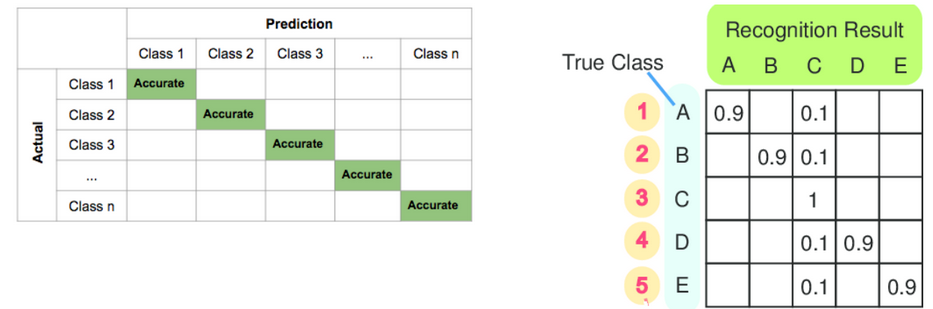 Prediction
Class 1 Class 2 Class 3 ... Class n
Actual
Class 1 Accurate
Class 2 Accurate
Class 3 Accurate
... Accurate
Class n Accurate
Recognition Result
True Class A B C D E
1 A 0.9 0.1
2 B 0.9 0.1
3 C 1
4 D 0.1 0.9
5 E 0.1 0.9